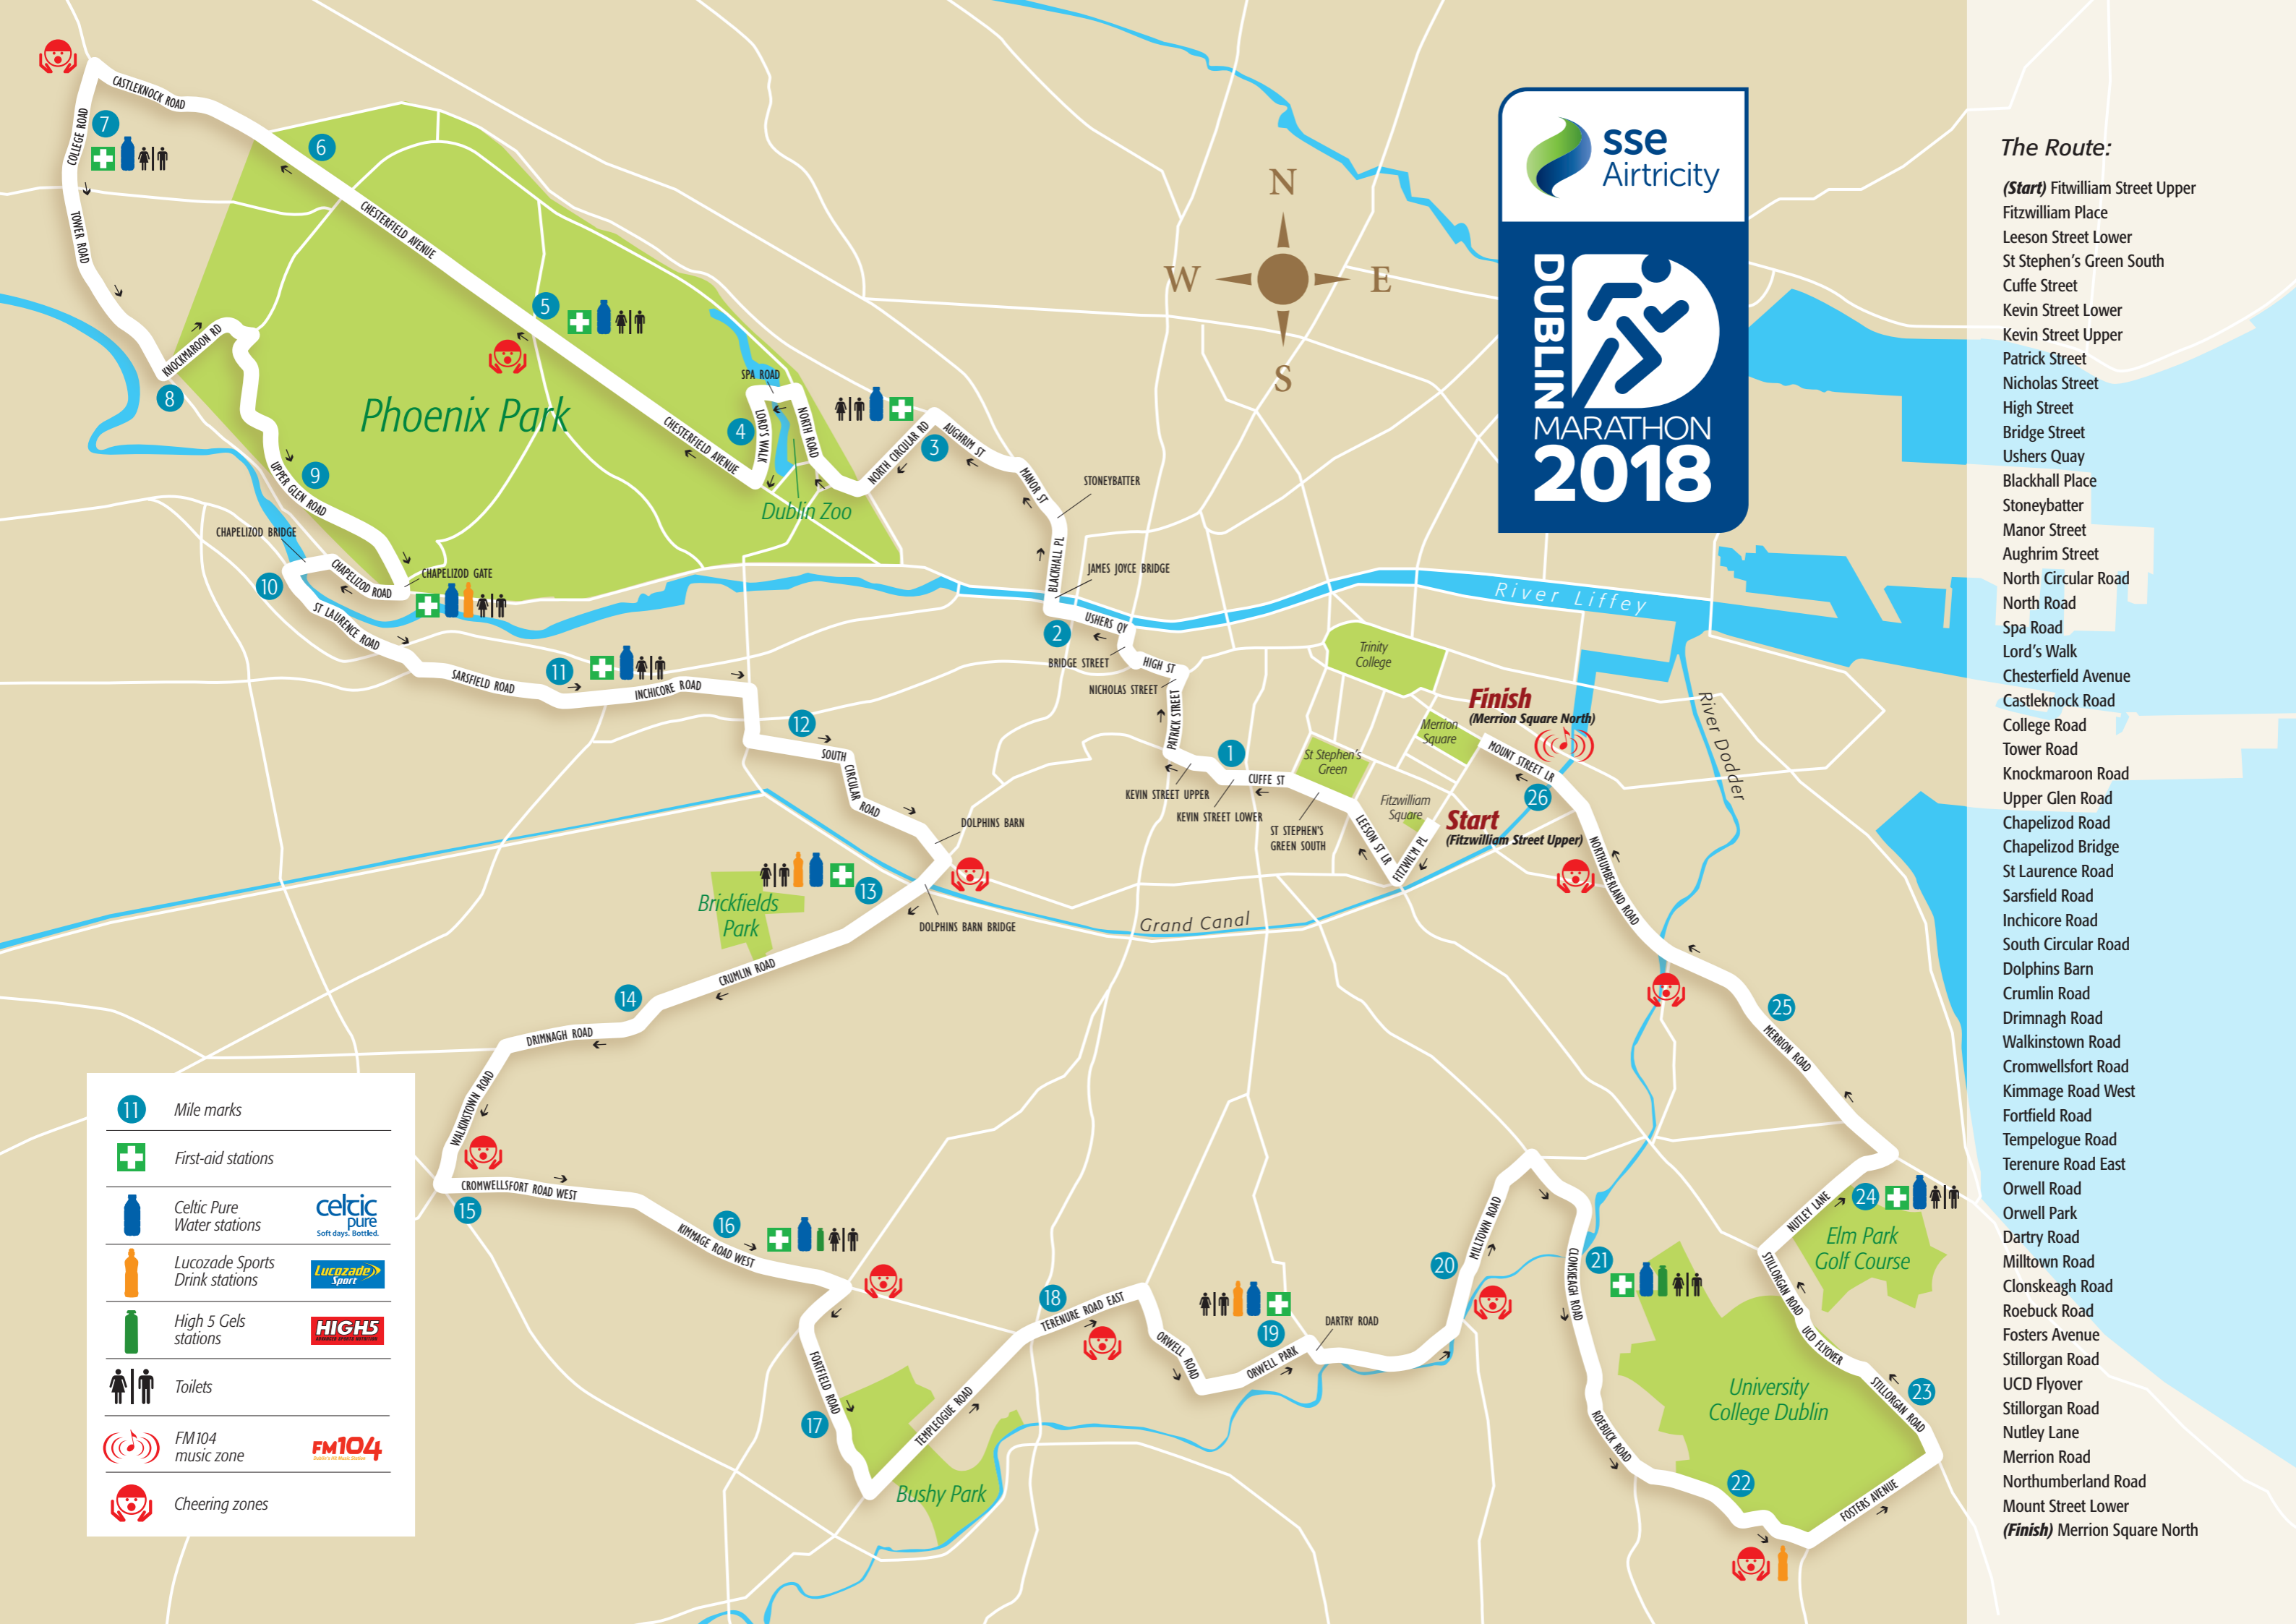 CASTLEKNOCK ROAD
COLLEGE ROAD
7
6
TOWER ROAD
CHESTERFIELD AVENUE
5
KNOCKMAROON RD
8
Phoenix Park
SPA ROAD
4
LORD'S WALK
NORTH ROAD
CHESTERFIELD AVENUE
NORTH CIRCULAR RD
3
AUGHRIM ST
MANOR ST
STONEYBATTER
Dublin Zoo
UPPER GLEN ROAD
9
CHAPELIZOD BRIDGE
CHAPELIZOD ROAD
CHAPELIZOD GATE
10
ST LAURENCE ROAD
SARSFIELD ROAD
11
INCHICORE ROAD
BLACKHALL PL
JAMES JOYCE BRIDGE
2
USHERS QY
BRIDGE STREET
HIGH ST
NICHOLAS STREET
PATRICK STREET
River Liffey
Trinity
College
Finish
(Merrion Square North)
Merrion
Square
MOUNT STREET LR
River Dodder
12
SOUTH
CIRCULAR
ROAD
1
CUFFE ST
St Stephen's
Green
KEVIN STREET UPPER
KEVIN STREET LOWER
ST STEPHEN'S
GREEN SOUTH
Fitzwilliam
Square
LEESON ST LR
FITZWIL'M PL
Start
(Fitzwilliam Street Upper)
26
NORTHUMBERLAND ROAD
DOLPHINS BARN
13
DOLPHINS BARN BRIDGE
Grand Canal
Brickfields
Park
CRUMLIN ROAD
14
DRIMNAGH ROAD
WALKINSTOWN ROAD
25
MERRION ROAD
CROMWELLSFORT ROAD WEST
15
16
KIMMAGE ROAD WEST
FORTFIELD ROAD
17
TEMPLEOGUE ROAD
Bushy Park
18
TERENURE ROAD EAST
ORWELL ROAD
19
ORWELL PARK
DARTRY ROAD
20
MILLTOWN ROAD
CLONSKEAGH ROAD
21
ROEBUCK ROAD
22
FOSTERS AVENUE
University
College Dublin
23
STILLORGAN ROAD
UCD FLYOVER
STILLORGAN ROAD
NUTLEY LANE
24
Elm Park
Golf Course
N
W
E
S
sse
Airtricity
DUBLIN
MARATHON
2018
11
Mile marks
First-aid stations
Celtic Pure
Water stations
celtic
pure
Soft days. Bottled.
Lucozade Sports
Drink stations
Lucozade
Sport
High 5 Gels
stations
HIGH5
Toilets
FM104
music zone
FM104
Cheering zones
The Route:
(Start) Fitwilliam Street Upper
Fitzwilliam Place
Leeson Street Lower
St Stephen's Green South
Cuffe Street
Kevin Street Lower
Kevin Street Upper
Patrick Street
Nicholas Street
High Street
Bridge Street
Ushers Quay
Blackhall Place
Stoneybatter
Manor Street
Aughrim Street
North Circular Road
North Road
Spa Road
Lord's Walk
Chesterfield Avenue
Castleknock Road
College Road
Tower Road
Knockmaroon Road
Upper Glen Road
Chapelizod Road
Chapelizod Bridge
St Laurence Road
Sarsfield Road
Inchicore Road
South Circular Road
Dolphins Barn
Crumlin Road
Drimnagh Road
Walkinstown Road
Cromwellsfort Road
Kimmage Road West
Fortfield Road
Tempelogue Road
Terenure Road East
Orwell Road
Orwell Park
Dartry Road
Milltown Road
Clonskeagh Road
Roebuck Road
Fosters Avenue
Stillorgan Road
UCD Flyover
Stillorgan Road
Nutley Lane
Merrion Road
Northumberland Road
Mount Street Lower
(Finish) Merrion Square North